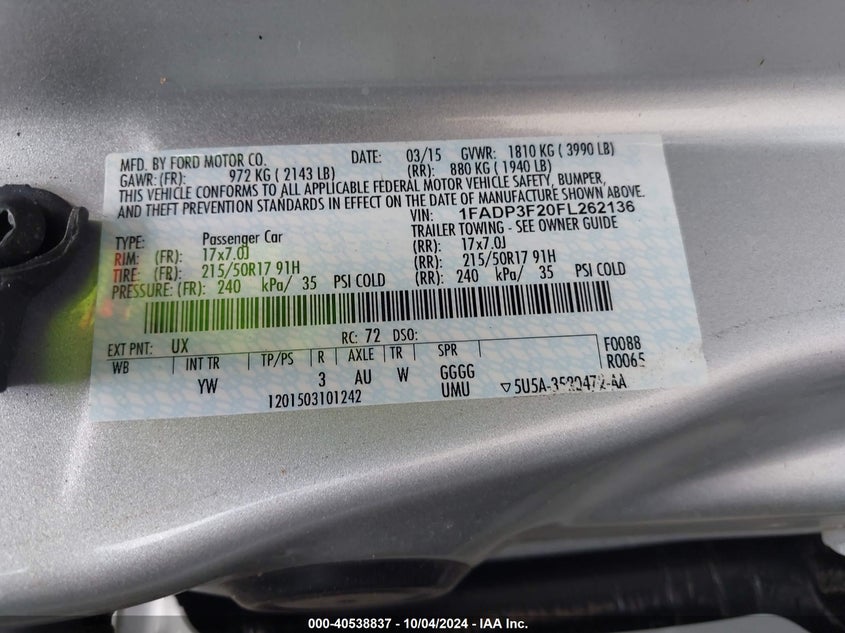 MFD. BY FORD MOTOR CO. DATE: 03/15 GVWR: 1810 KG ( 3990 LB)
GAWR: (FR): 972 KG ( 2143 LB) (RR): 880 KG ( 1940 LB)
THIS VEHICLE CONFORMS TO ALL APPLICABLE FEDERAL MOTOR VEHICLE SAFETY, BUMPER,
AND THEFT PREVENTION STANDARDS IN EFFECT ON THE DATE OF MANUFACTURE SHOWN ABOVE.
VIN: 1FADP3F20FL262136
TRAILER TOWING - SEE OWNER GUIDE
TYPE: Passenger Car
RIM: (FR): 17x7.0J (RR): 17x7.0J
TIRE: (FR): 215/50R17 91H (RR): 215/50R17 91H
PRESSURE: (FR): 240 kPa/ 35 PSI COLD (RR): 240 kPa/ 35 PSI COLD
EXT PNT: UX RC: 72 DSO: F0088
WB INT TR TP/PS R AXLE TR SPR R0065
YW 3 AU W GGGG
1201503101242 UMU ▽5U5A-3520472-AA
000-40538837 - 10/04/2024 - IAA Inc.